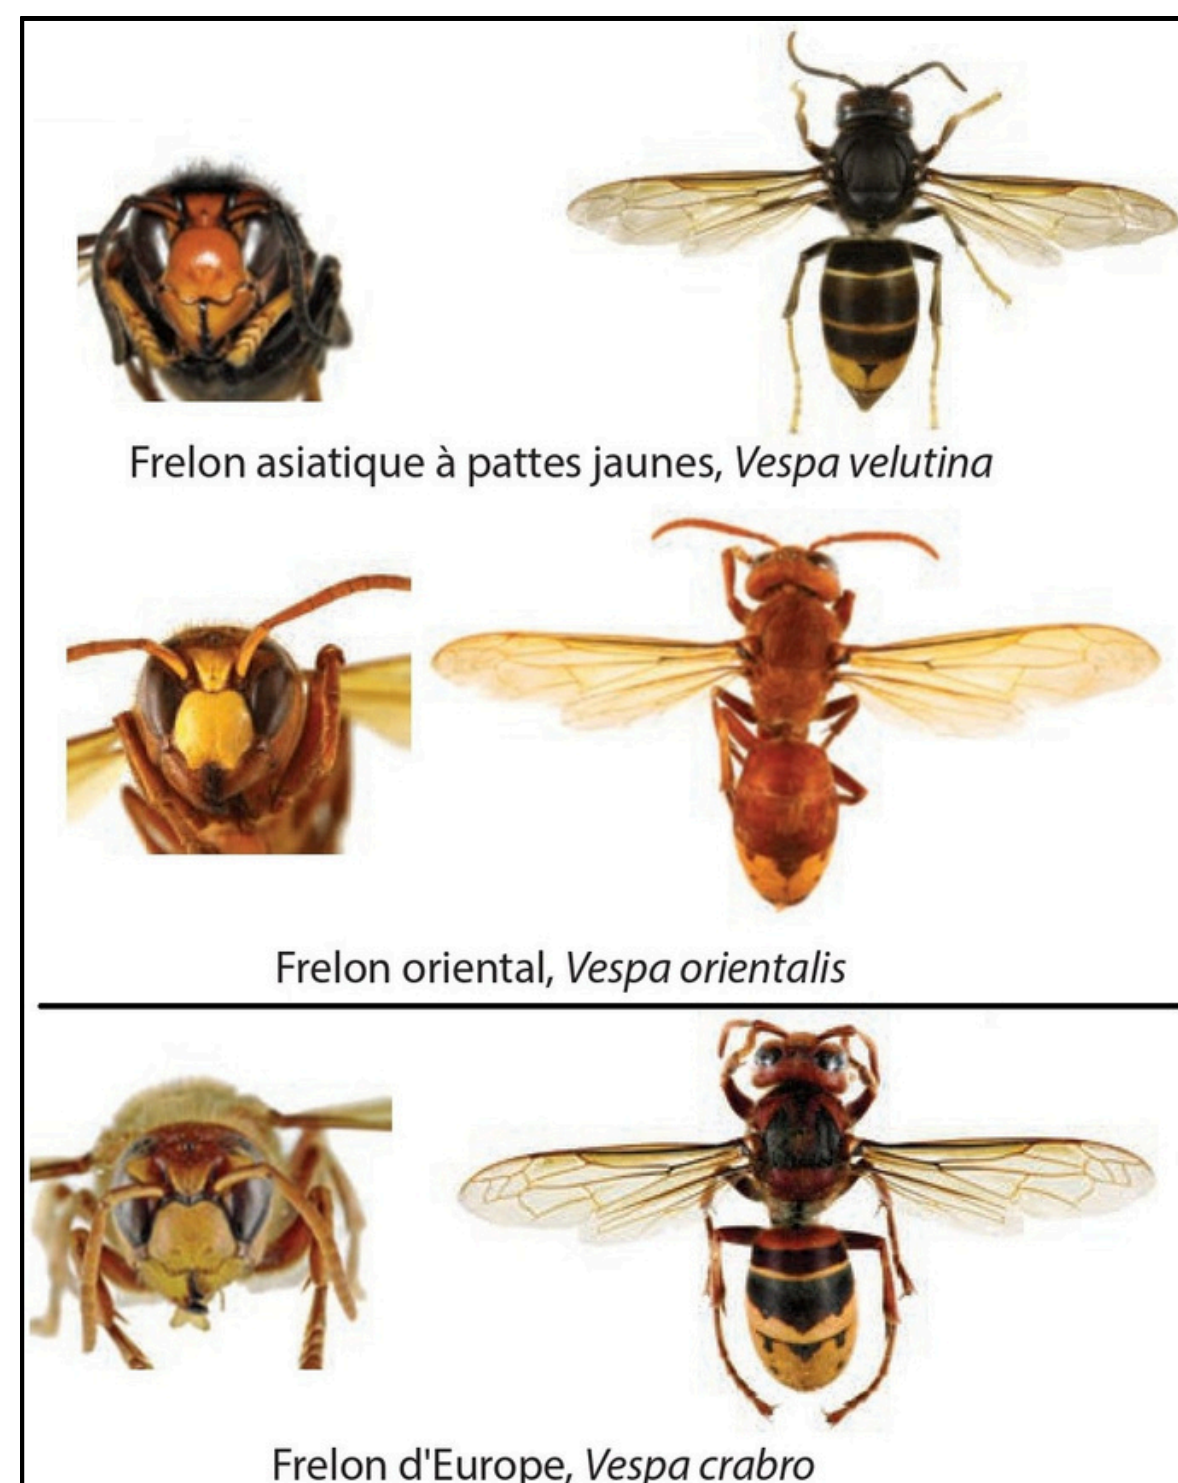 Frelon asiatique à pattes jaunes, Vespa velutina
Frelon oriental, Vespa orientalis
Frelon d'Europe, Vespa crabro